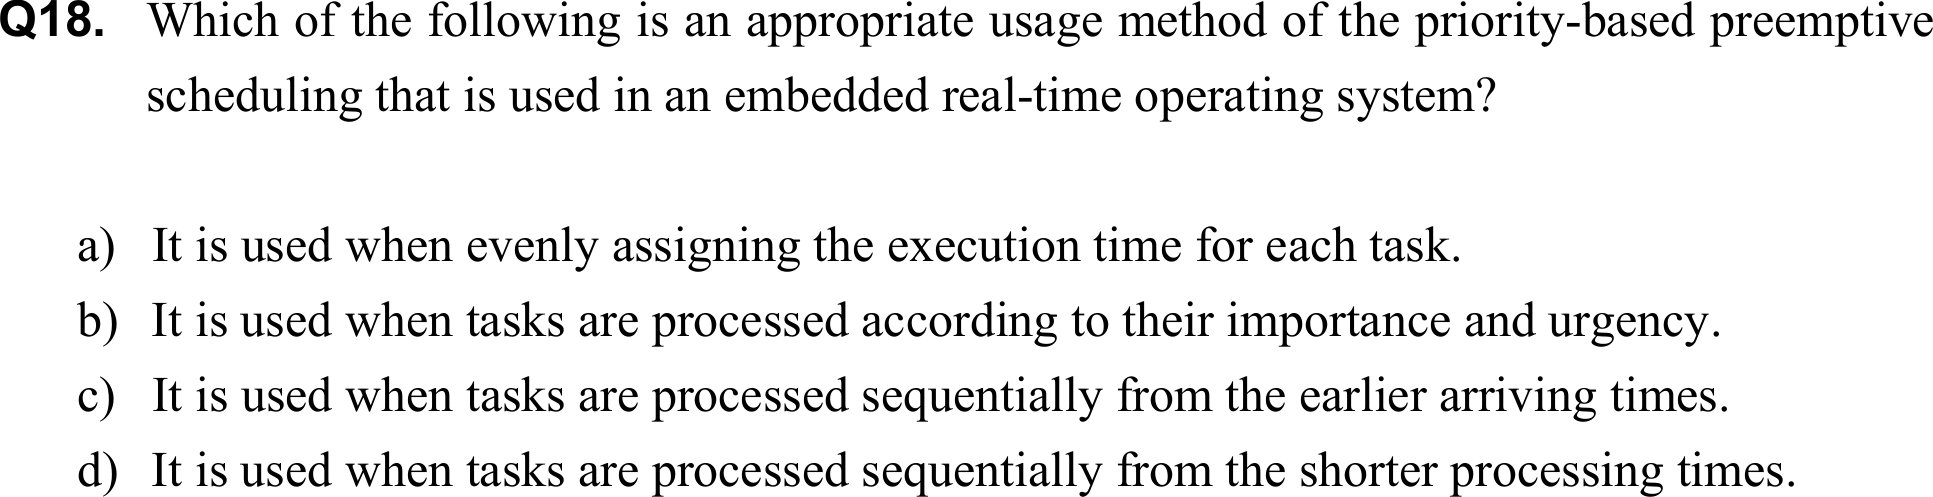 Q18. Which of the following is an appropriate usage method of the priority-based preemptive
scheduling that is used in an embedded real-time operating system?
a) It is used when evenly assigning the execution time for each task.
b) It is used when tasks are processed according to their importance and urgency.
c) It is used when tasks are processed sequentially from the earlier arriving times.
d) It is used when tasks are processed sequentially from the shorter processing times.